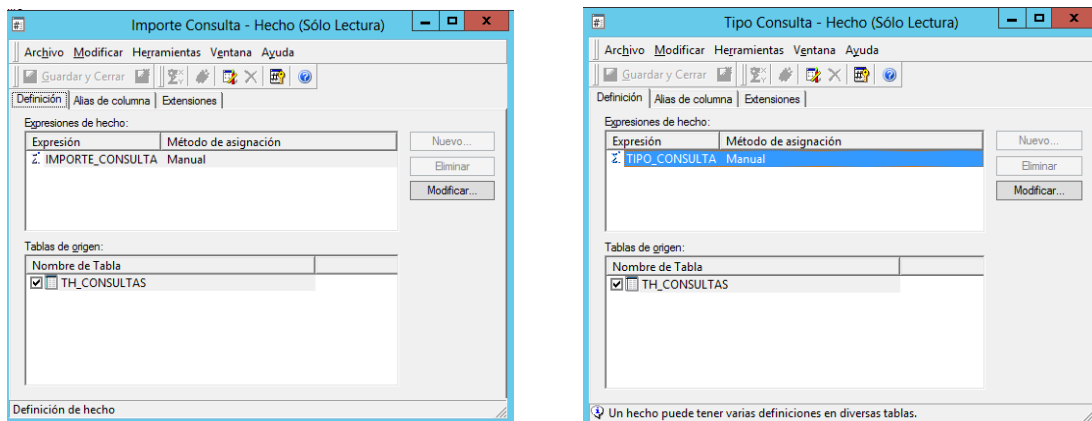 Importe Consulta - Hecho (Sólo Lectura)
Archivo Modificar Herramientas Ventana Ayuda
Guardar y Cerrar
Definición Alias de columna Extensiones
Expresiones de hecho:
Expresión Método de asignación
IMPORTE_CONSULTA Manual
Nuevo...
Eliminar
Modificar...
Tablas de origen:
Nombre de Tabla
TH_CONSULTAS
Definición de hecho
Tipo Consulta - Hecho (Sólo Lectura)
Archivo Modificar Herramientas Ventana Ayuda
Guardar y Cerrar
Definición Alias de columna Extensiones
Expresiones de hecho:
Expresión Método de asignación
TIPO_CONSULTA Manual
Nuevo...
Eliminar
Modificar...
Tablas de origen:
Nombre de Tabla
TH_CONSULTAS
Un hecho puede tener varias definiciones en diversas tablas.